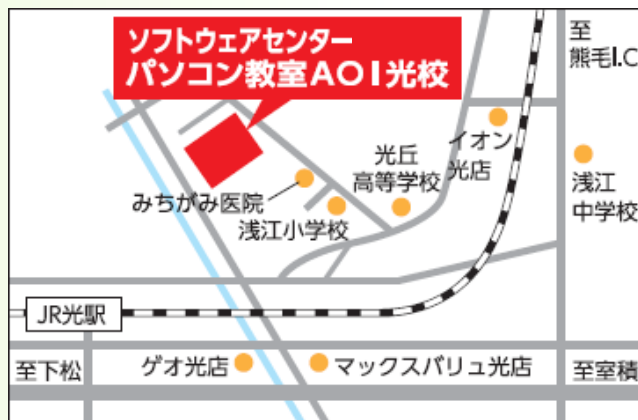 ソフトウェアセンター
パソコン教室AOI光校
至
熊毛I.C
イオン
光店
光丘
高等学校
浅江
中学校
みちがみ医院
浅江小学校
JR光駅
至下松
ゲオ光店
マックスバリュ光店
至室積